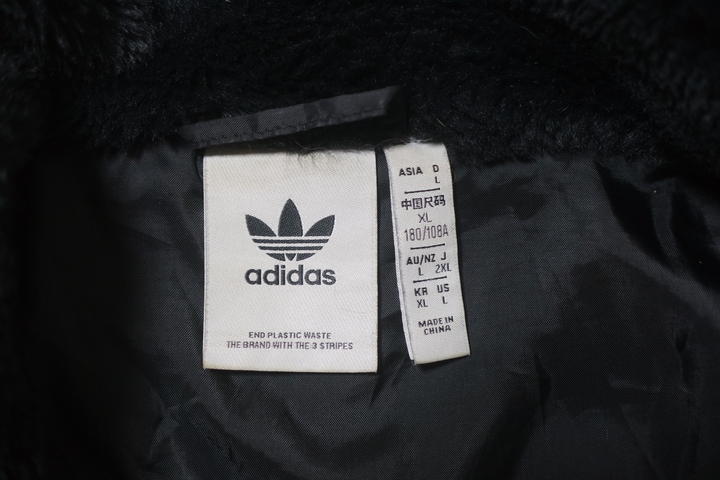 adidas
END PLASTIC WASTE
THE BRAND WITH THE 3 STRIPES
ASIA D
L
中国尺码
XL
180/108A
AU/NZ J
L 2XL
KR US
XL L
MADE IN
CHINA